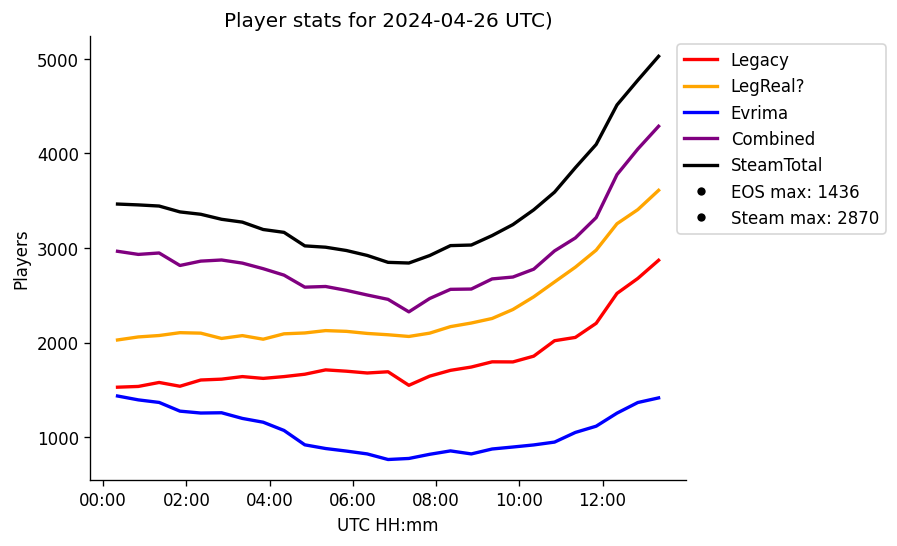 Player stats for 2024-04-26 UTC)
Players
5000
4000
3000
2000
1000
00:00 02:00 04:00 06:00 08:00 10:00 12:00
UTC HH:mm
Legacy
LegReal?
Evrima
Combined
SteamTotal
EOS max: 1436
Steam max: 2870